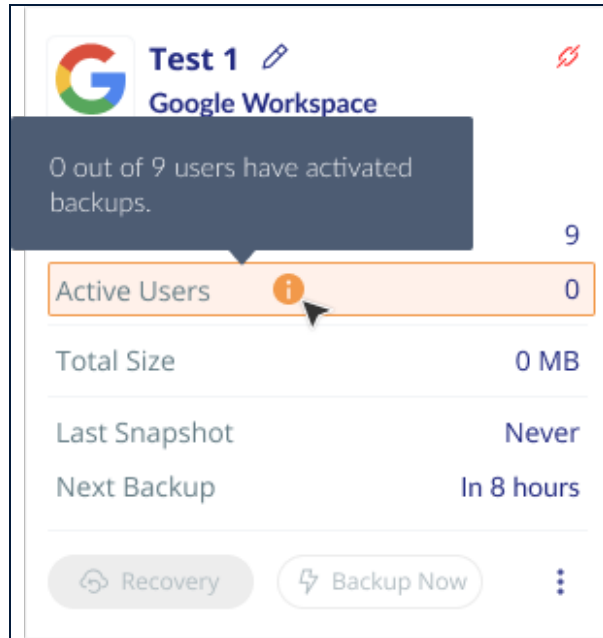 Test 1
Google Workspace
0 out of 9 users have activated
backups.
9
Active Users 0
Total Size 0 MB
Last Snapshot Never
Next Backup In 8 hours
Recovery Backup Now